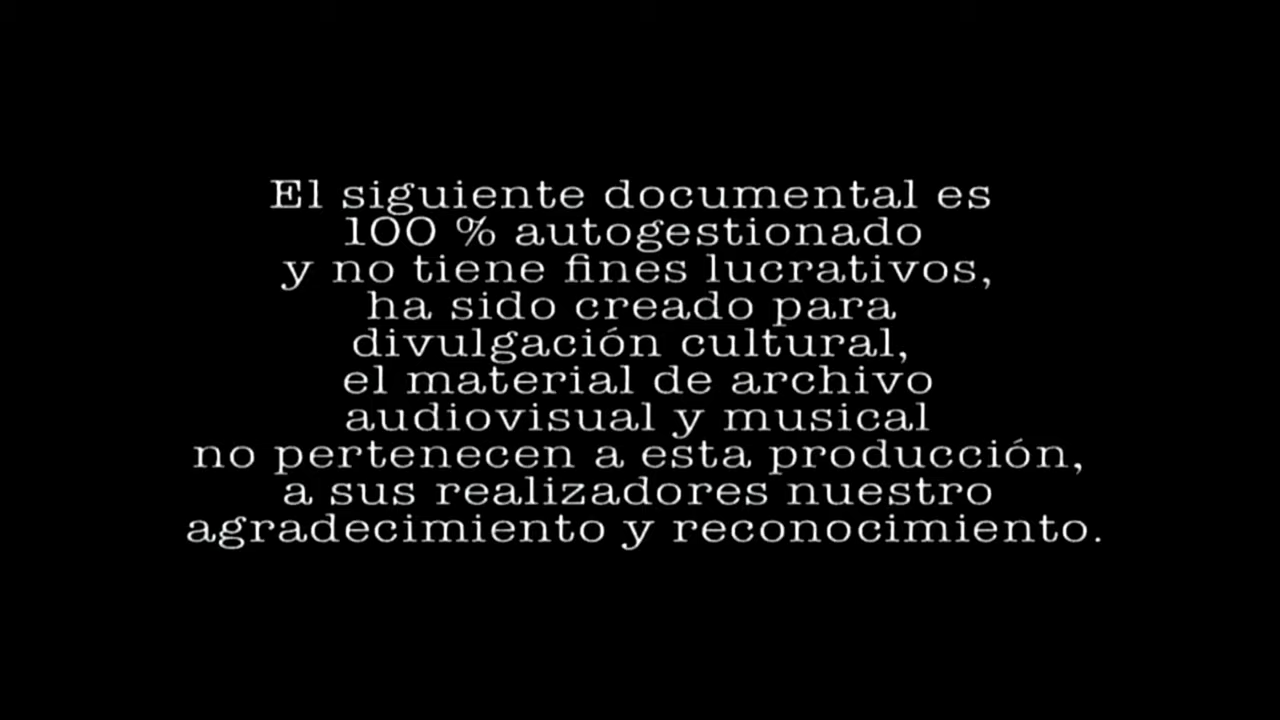 El siguiente documental es
100 % autogestionado
y no tiene fines lucrativos,
ha sido creado para
divulgación cultural,
el material de archivo
audiovisual y musical
no pertenecen a esta producción,
a sus realizadores nuestro
agradecimiento y reconocimiento.